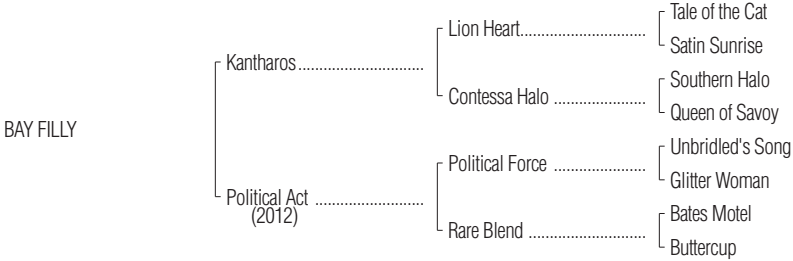 Tale of the Cat
Lion Heart..............................
Satin Sunrise
Kantharos..............................
Southern Halo
Contessa Halo ......................
Queen of Savoy
BAY FILLY
Unbridled's Song
Political Force ......................
Glitter Woman
Political Act ..........................
(2012)
Bates Motel
Rare Blend ............................
Buttercup